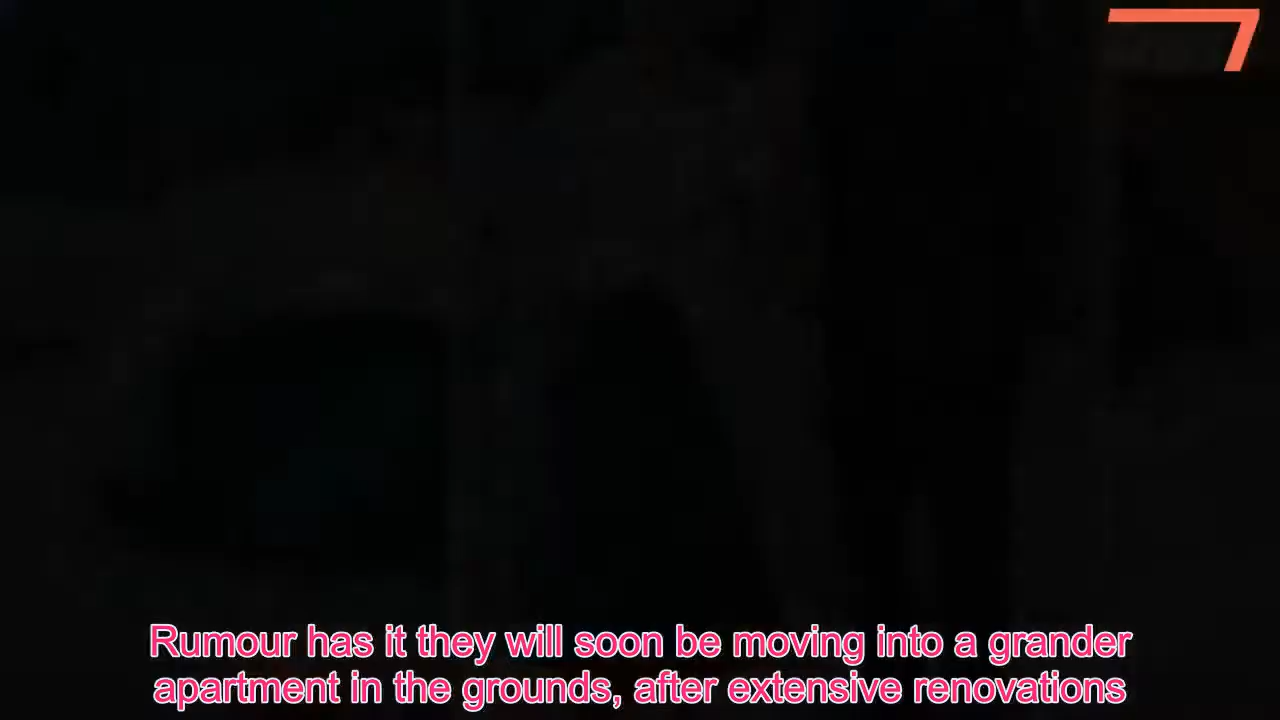 Rumour has it they will soon be moving into a grander
apartment in the grounds, after extensive renovations